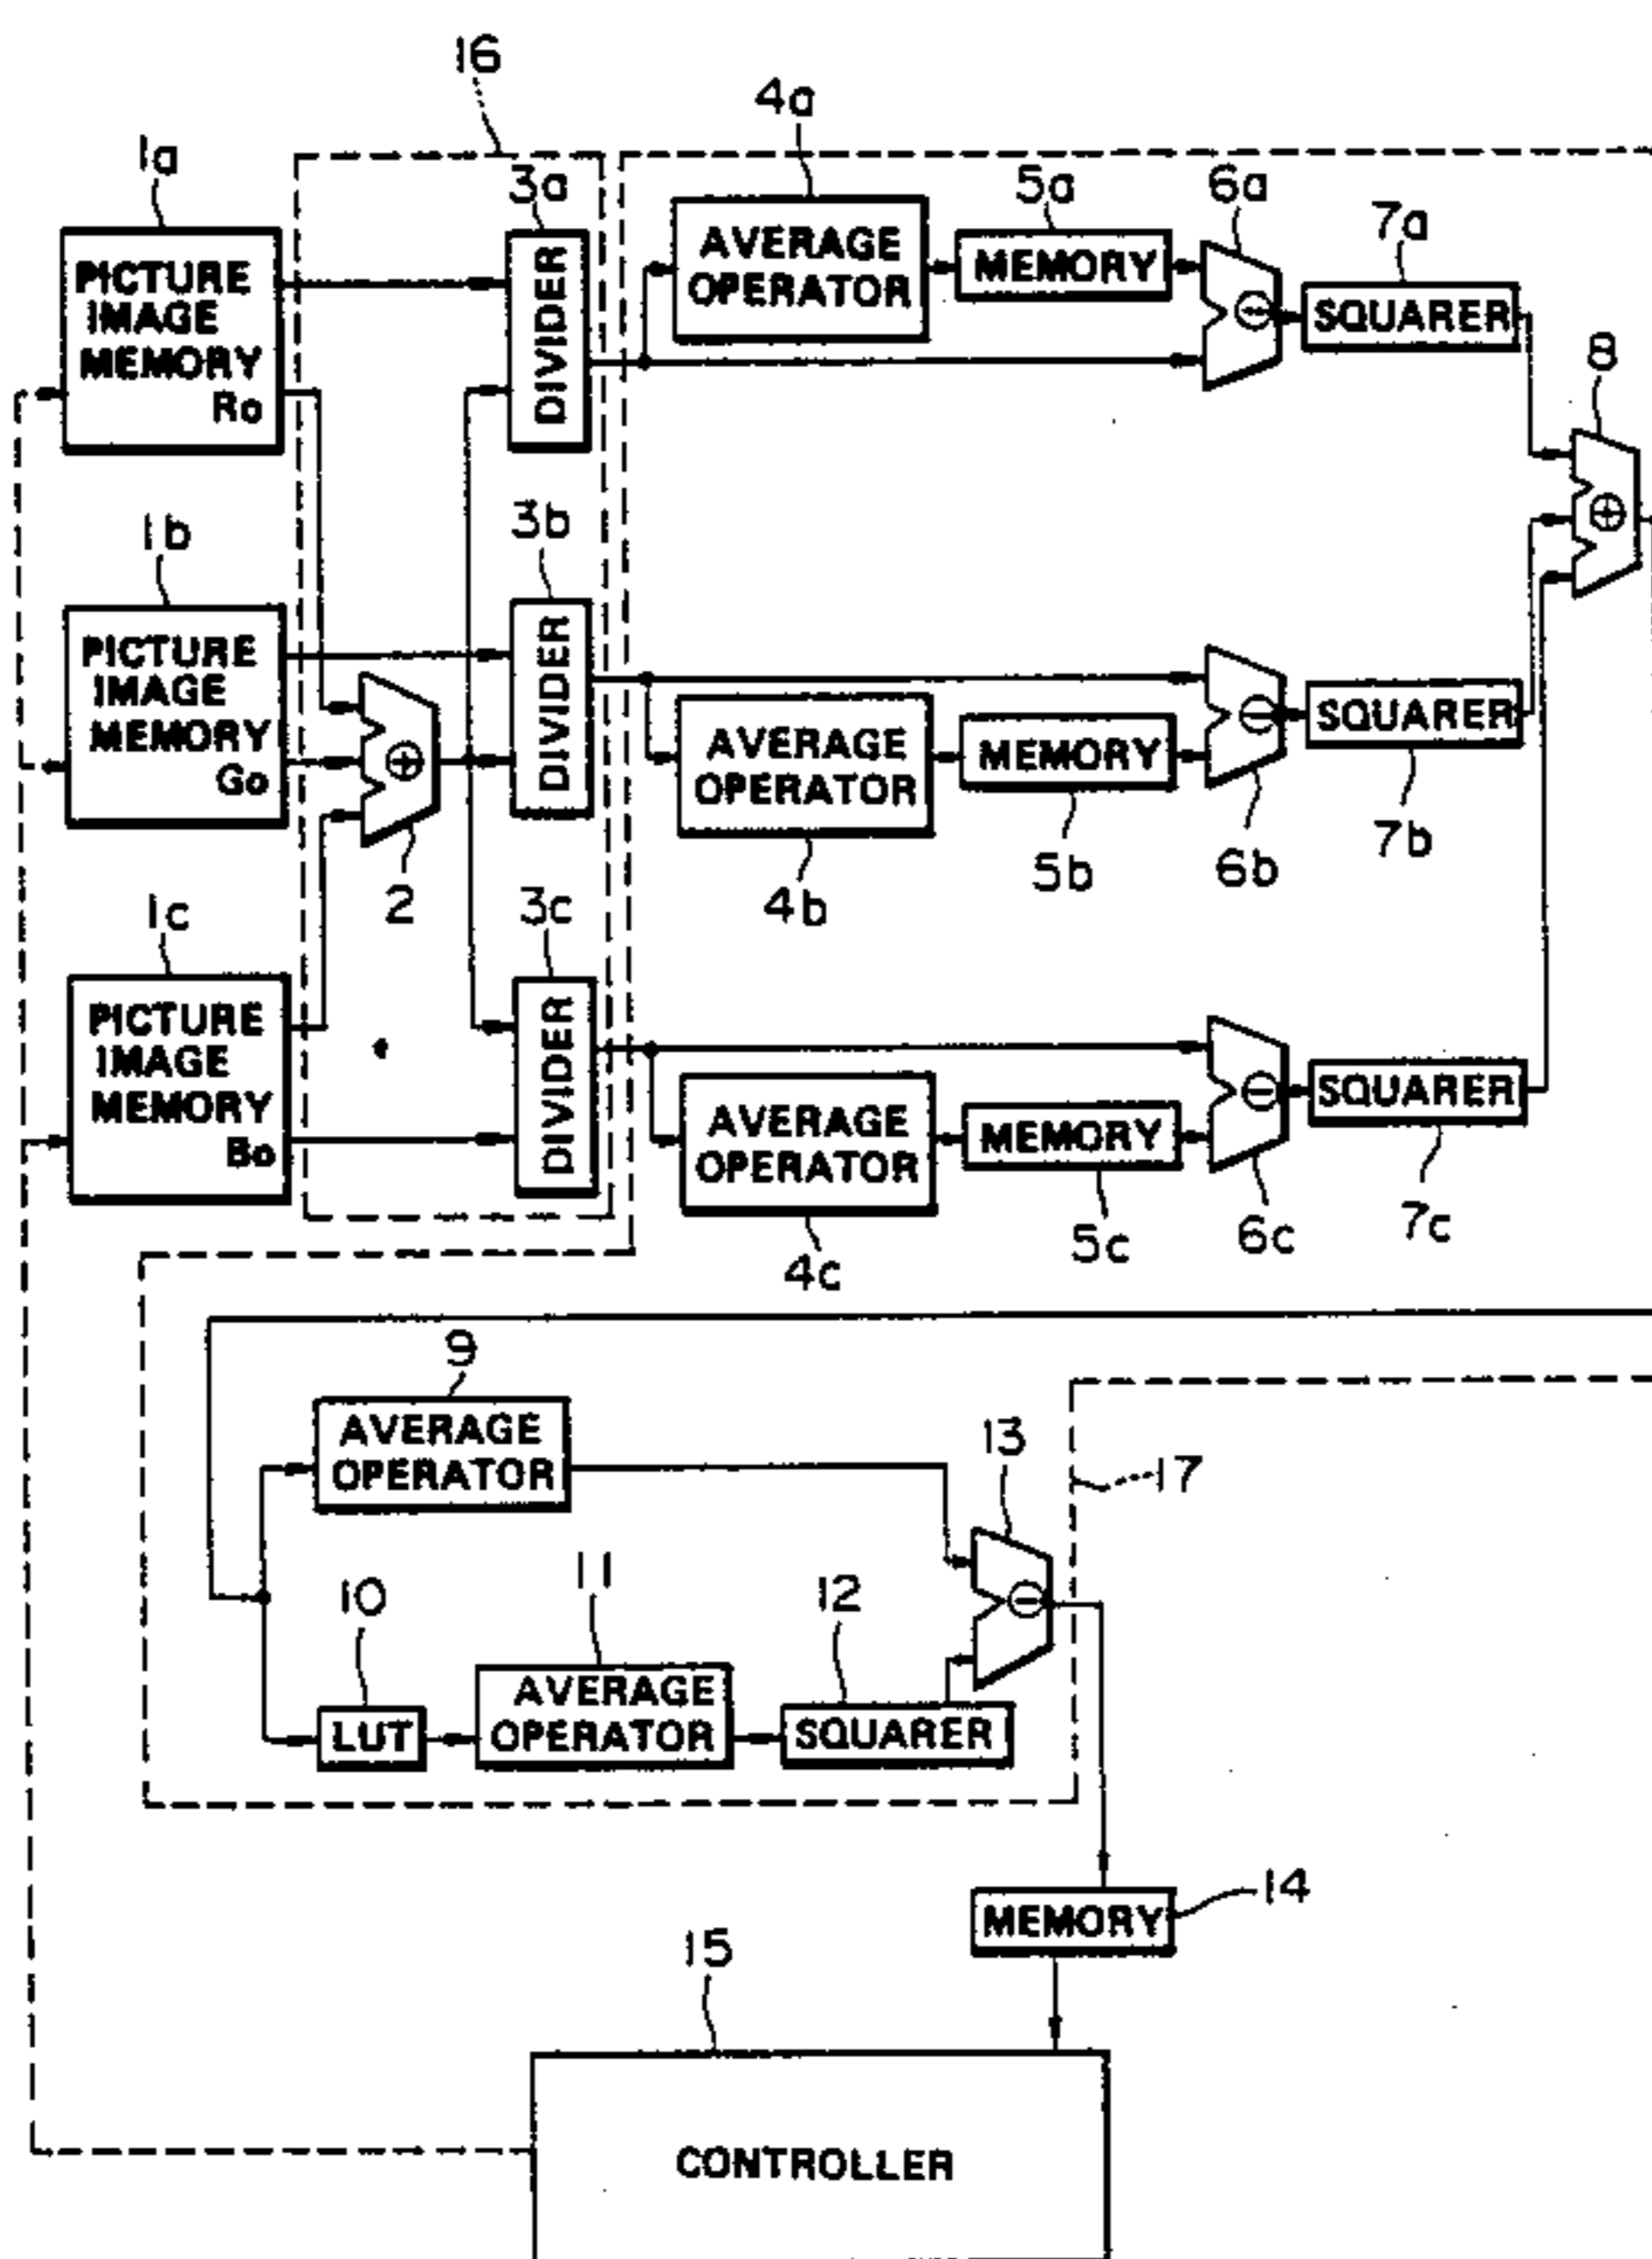 16
4a
1a
3a
5a
6a
7a
PICTURE
IMAGE
MEMORY
Ro
DIVIDER
AVERAGE
OPERATOR
MEMORY
SQUARER
8
1b
3b
PICTURE
IMAGE
MEMORY
Go
DIVIDER
AVERAGE
OPERATOR
MEMORY
SQUARER
2
4b
5b
6b
7b
1c
3c
PICTURE
IMAGE
MEMORY
Bo
DIVIDER
AVERAGE
OPERATOR
MEMORY
SQUARER
4c
5c
6c
7c
9
AVERAGE
OPERATOR
13
17
10
11
12
LUT
AVERAGE
OPERATOR
SQUARER
MEMORY
14
15
CONTROLLER